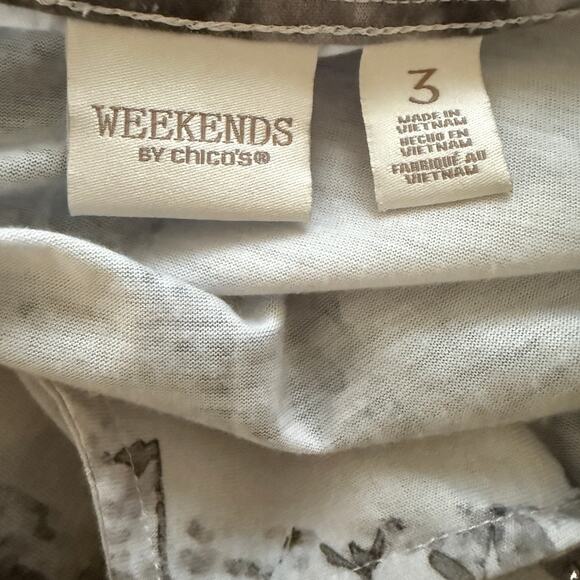 WEEKENDS
BY chico's®
3
MADE IN
VIETNAM
HECHO EN
VIETNAM
FABRIQUÉ AU
VIETNAM